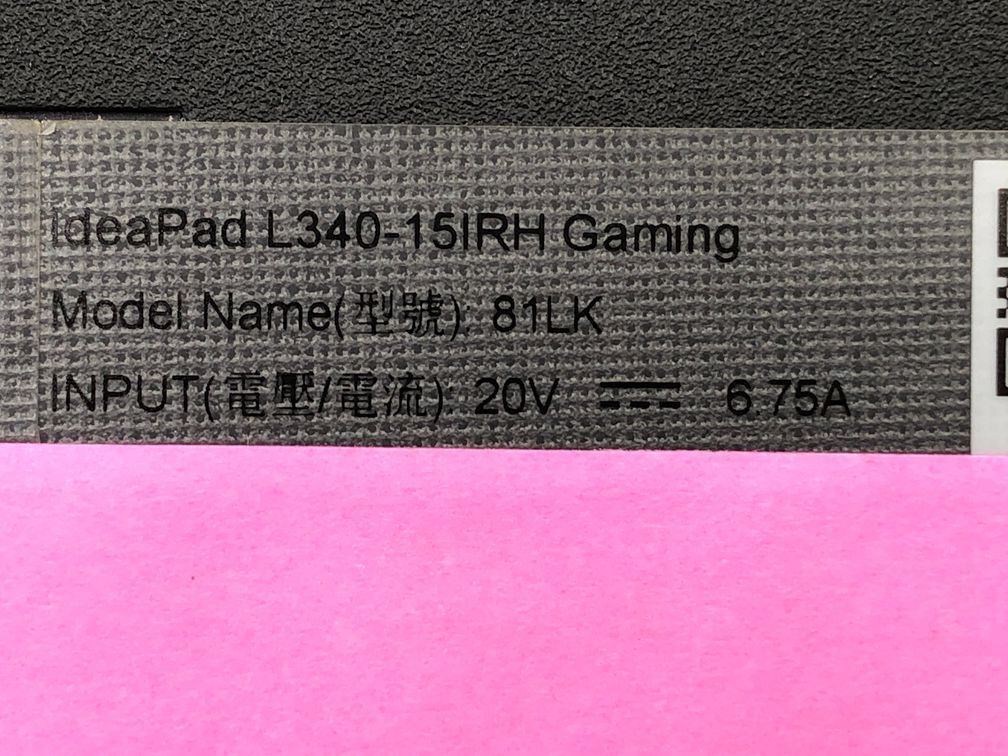 IdeaPad L340-15IRH Gaming
Model Name(型號): 81LK
INPUT(電壓/電流): 20V ⎓ 6.75A